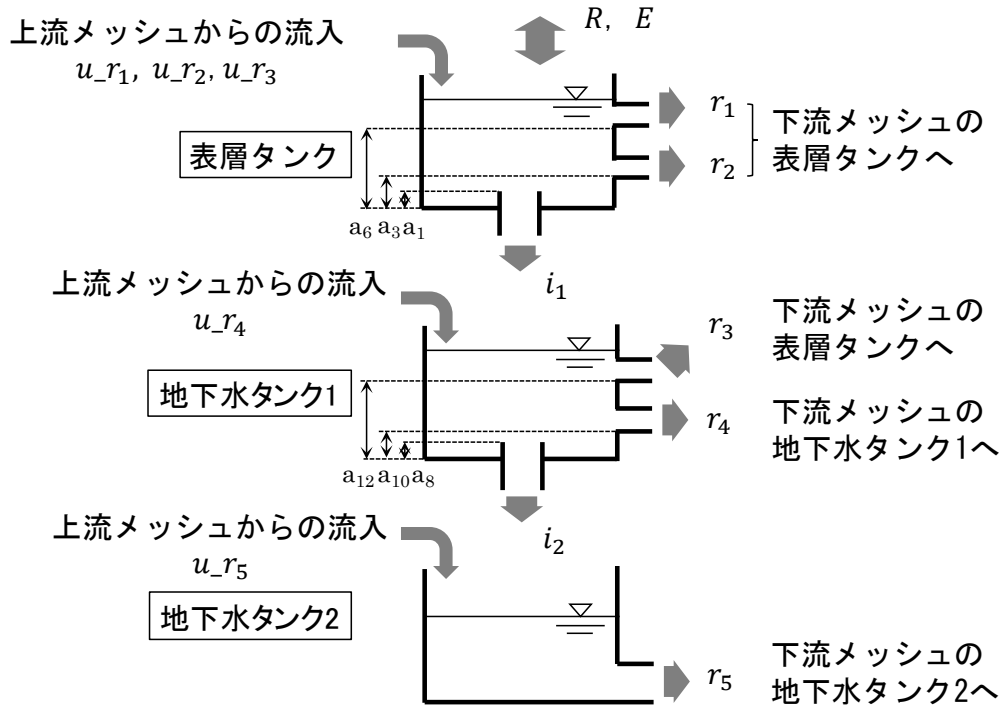 R, E
上流メッシュからの流入
u_r₁, u_r₂, u_r₃
表層タンク
r₁
r₂
下流メッシュの
表層タンクへ
a₆ a₃ a₁
i₁
上流メッシュからの流入
u_r₄
地下水タンク1
r₃
下流メッシュの
表層タンクへ
r₄
下流メッシュの
地下水タンク1へ
a₁₂ a₁₀ a₈
i₂
上流メッシュからの流入
u_r₅
地下水タンク2
r₅
下流メッシュの
地下水タンク2へ